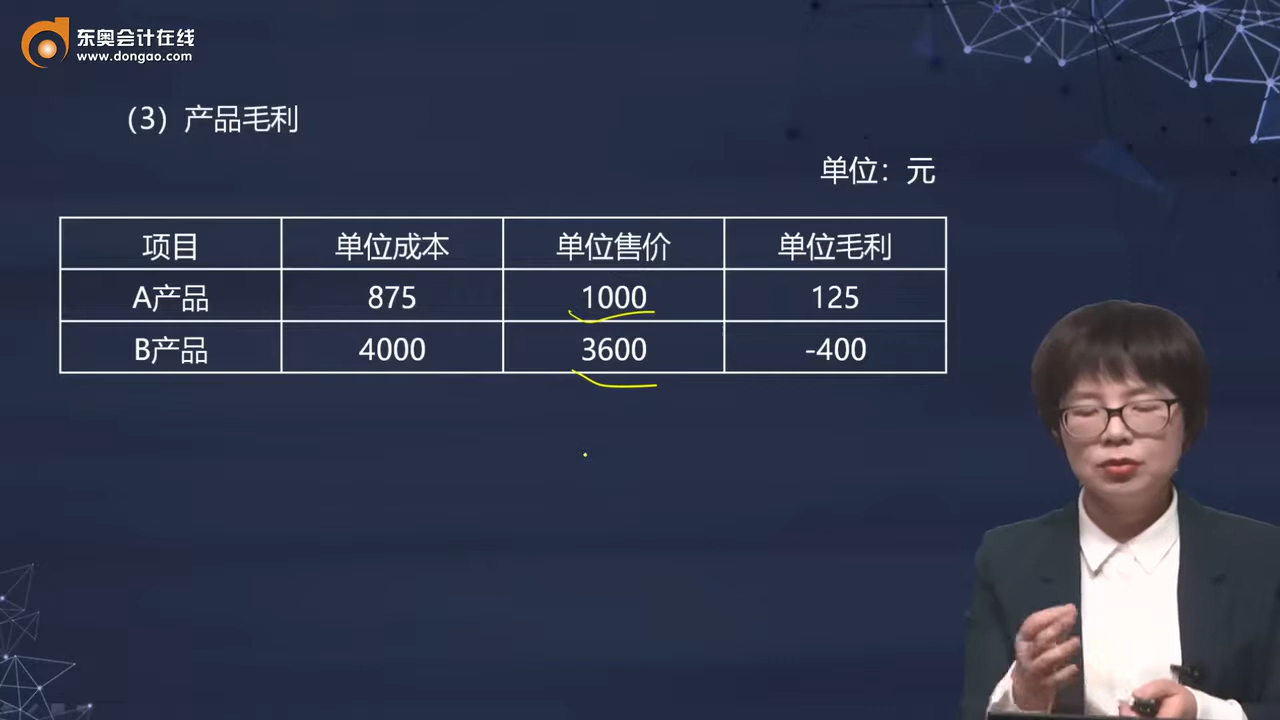 东奥会计在线
www.dongao.com
（3）产品毛利
单位：元
项目 单位成本 单位售价 单位毛利
A产品 875 1000 125
B产品 4000 3600 -400